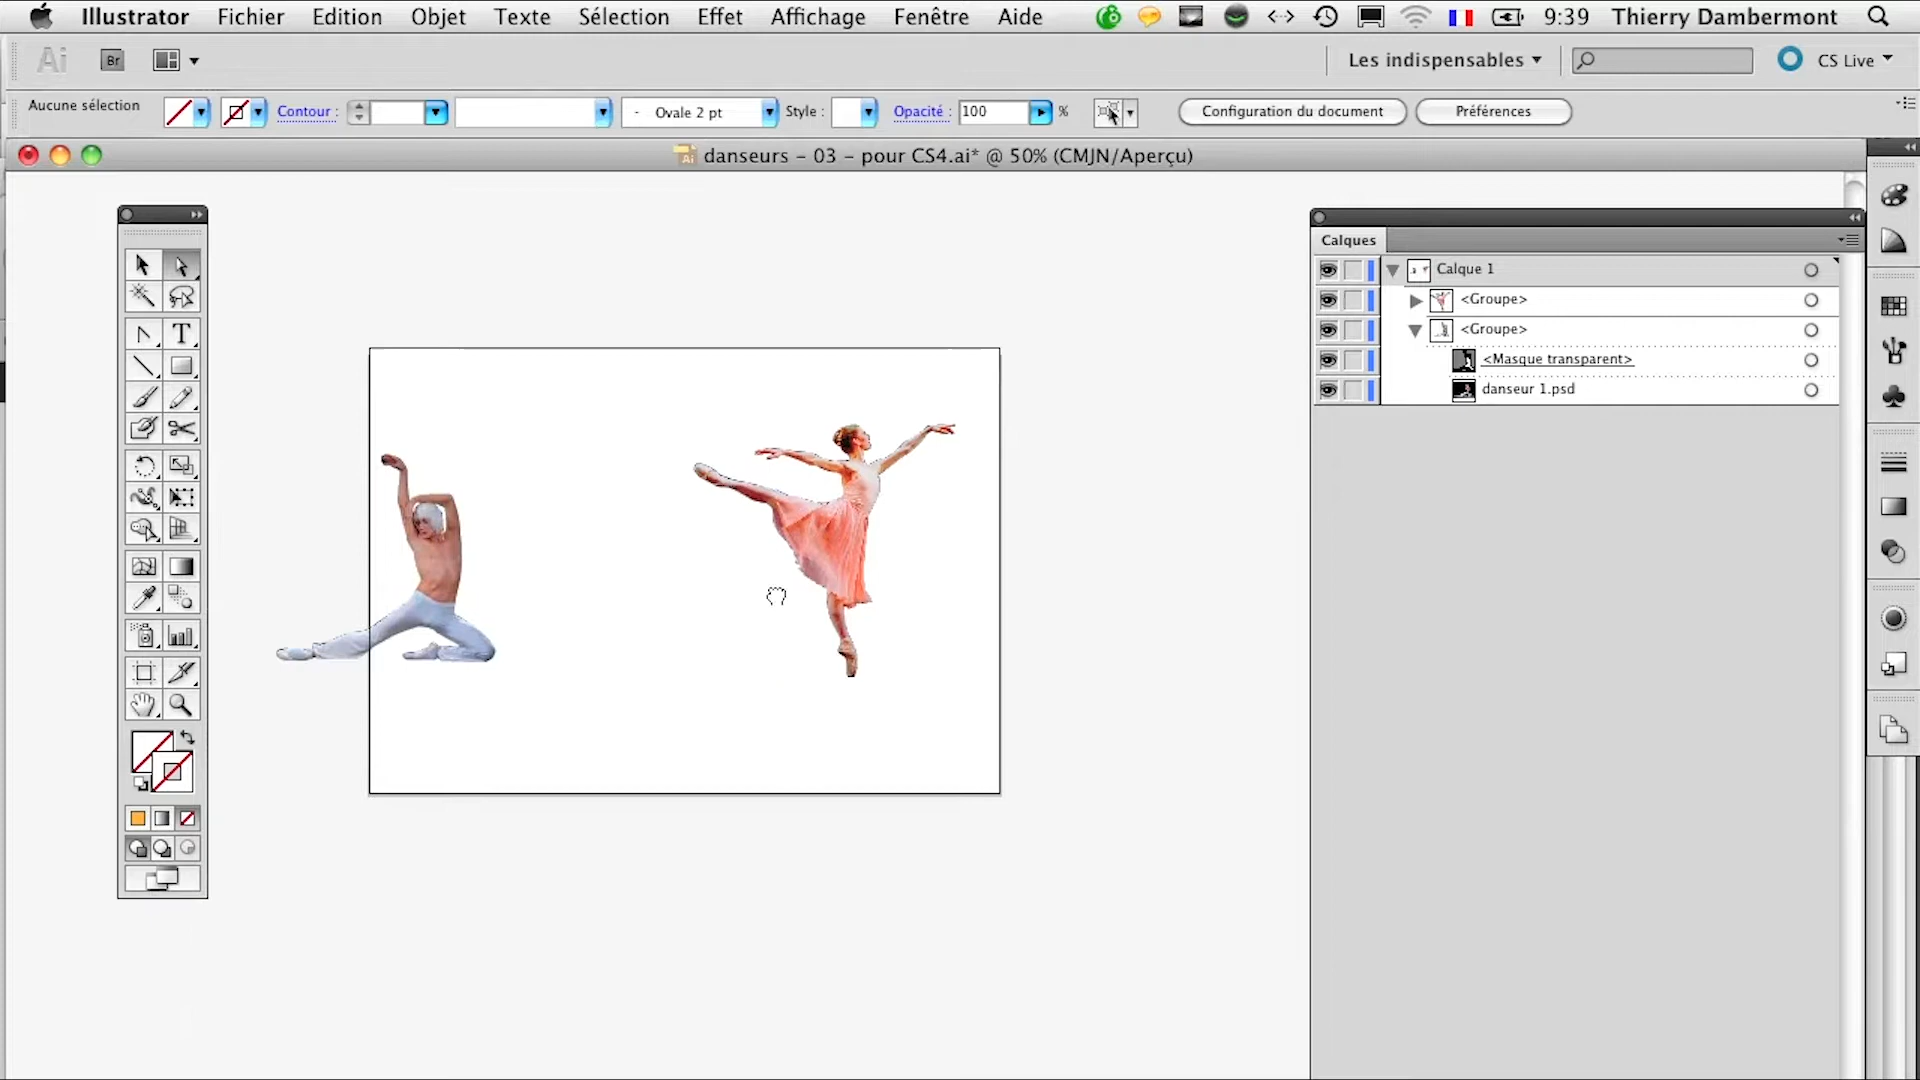 Illustrator Fichier Edition Objet Texte Sélection Effet Affichage Fenêtre Aide 9:39 Thierry Dambermont
Ai Br Les indispensables CS Live
Aucune sélection Contour : - Ovale 2 pt Style : Opacité : 100 % Configuration du document Préférences
danseurs – 03 – pour CS4.ai* @ 50% (CMJN/Aperçu)
Calques
Calque 1
<Groupe>
<Groupe>
<Masque transparent>
danseur 1.psd
T